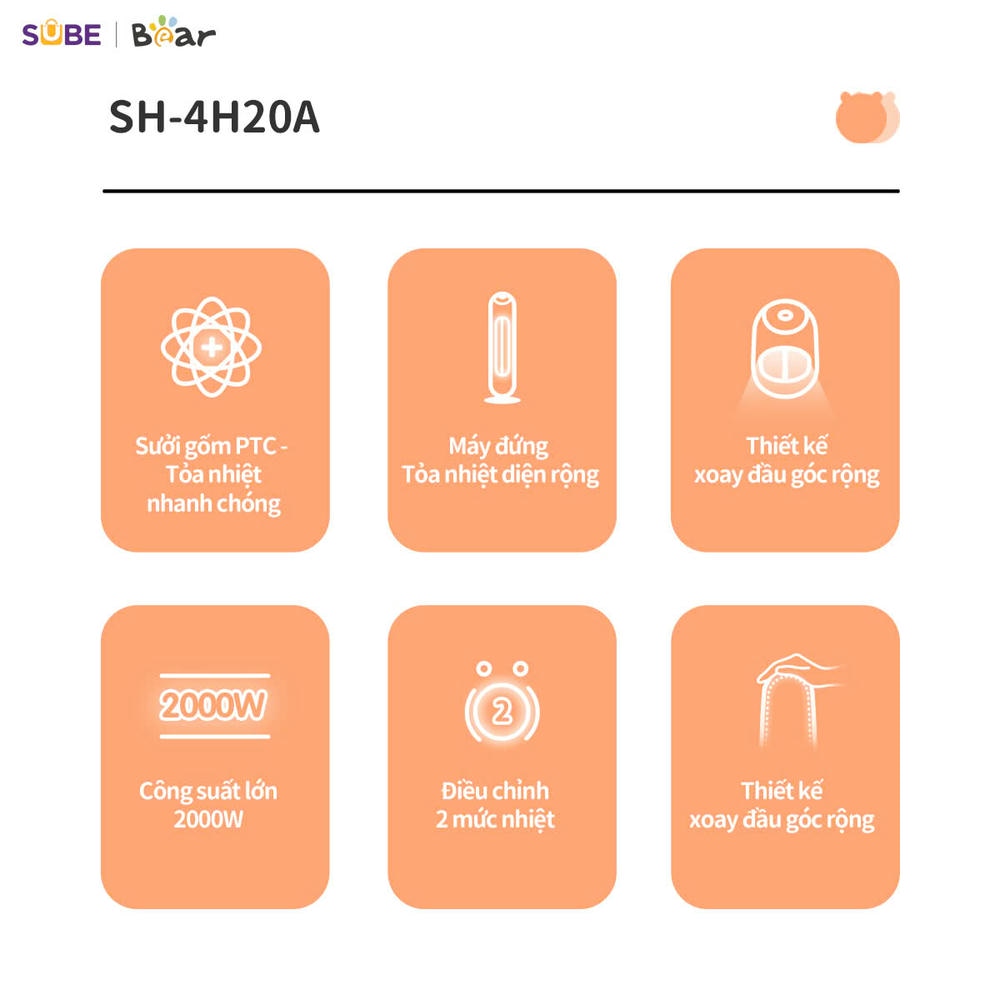 SUBE | Bear
SH-4H20A
Sưởi gốm PTC -
Tỏa nhiệt
nhanh chóng
Máy đứng
Tỏa nhiệt diện rộng
Thiết kế
xoay đầu góc rộng
2000W
Công suất lớn
2000W
2
Điều chỉnh
2 mức nhiệt
Thiết kế
xoay đầu góc rộng